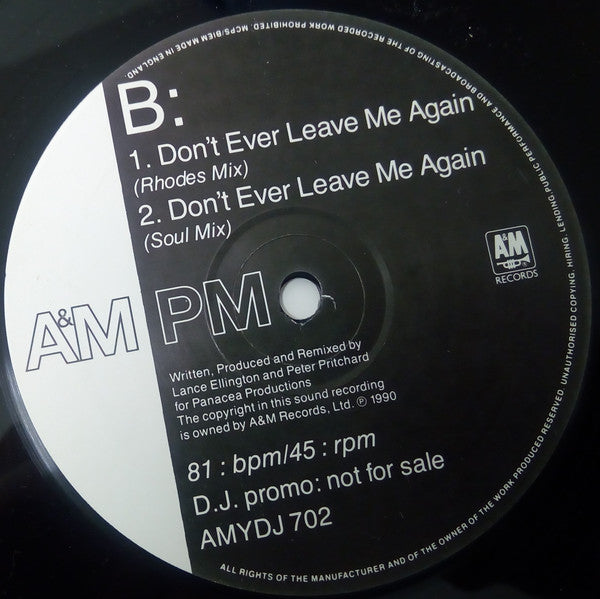 B:
1. Don't Ever Leave Me Again
(Rhodes Mix)
2. Don't Ever Leave Me Again
(Soul Mix)
A&M
RECORDS
A&M PM
Written, Produced and Remixed by
Lance Ellington and Peter Pritchard
for Panacea Productions
The copyright in this sound recording
is owned by A&M Records, Ltd. ℗ 1990
81 : bpm/45 : rpm
D.J. promo: not for sale
AMYDJ 702
ALL RIGHTS OF THE MANUFACTURER AND OF THE OWNER OF THE WORK PRODUCED RESERVED. UNAUTHORISED COPYING, HIRING, LENDING, PUBLIC PERFORMANCE AND BROADCASTING OF THE RECORDED WORK PROHIBITED. MCPS/BIEM MADE IN ENGLAND.